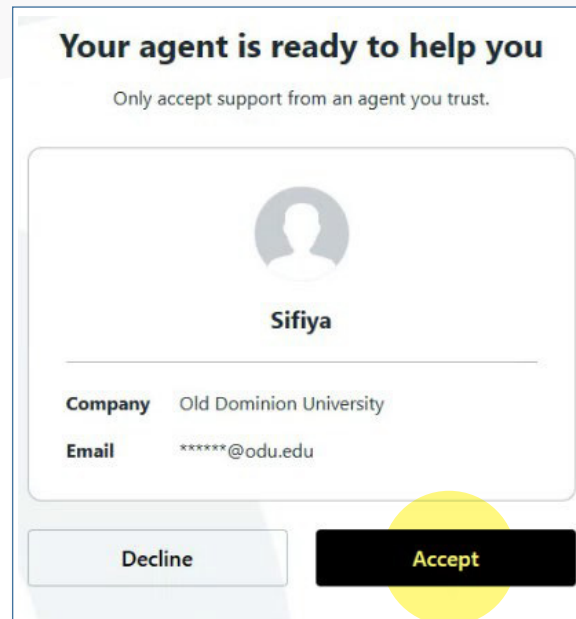 Your agent is ready to help you
Only accept support from an agent you trust.
Sifiya
Company Old Dominion University
Email ******@odu.edu
Decline Accept